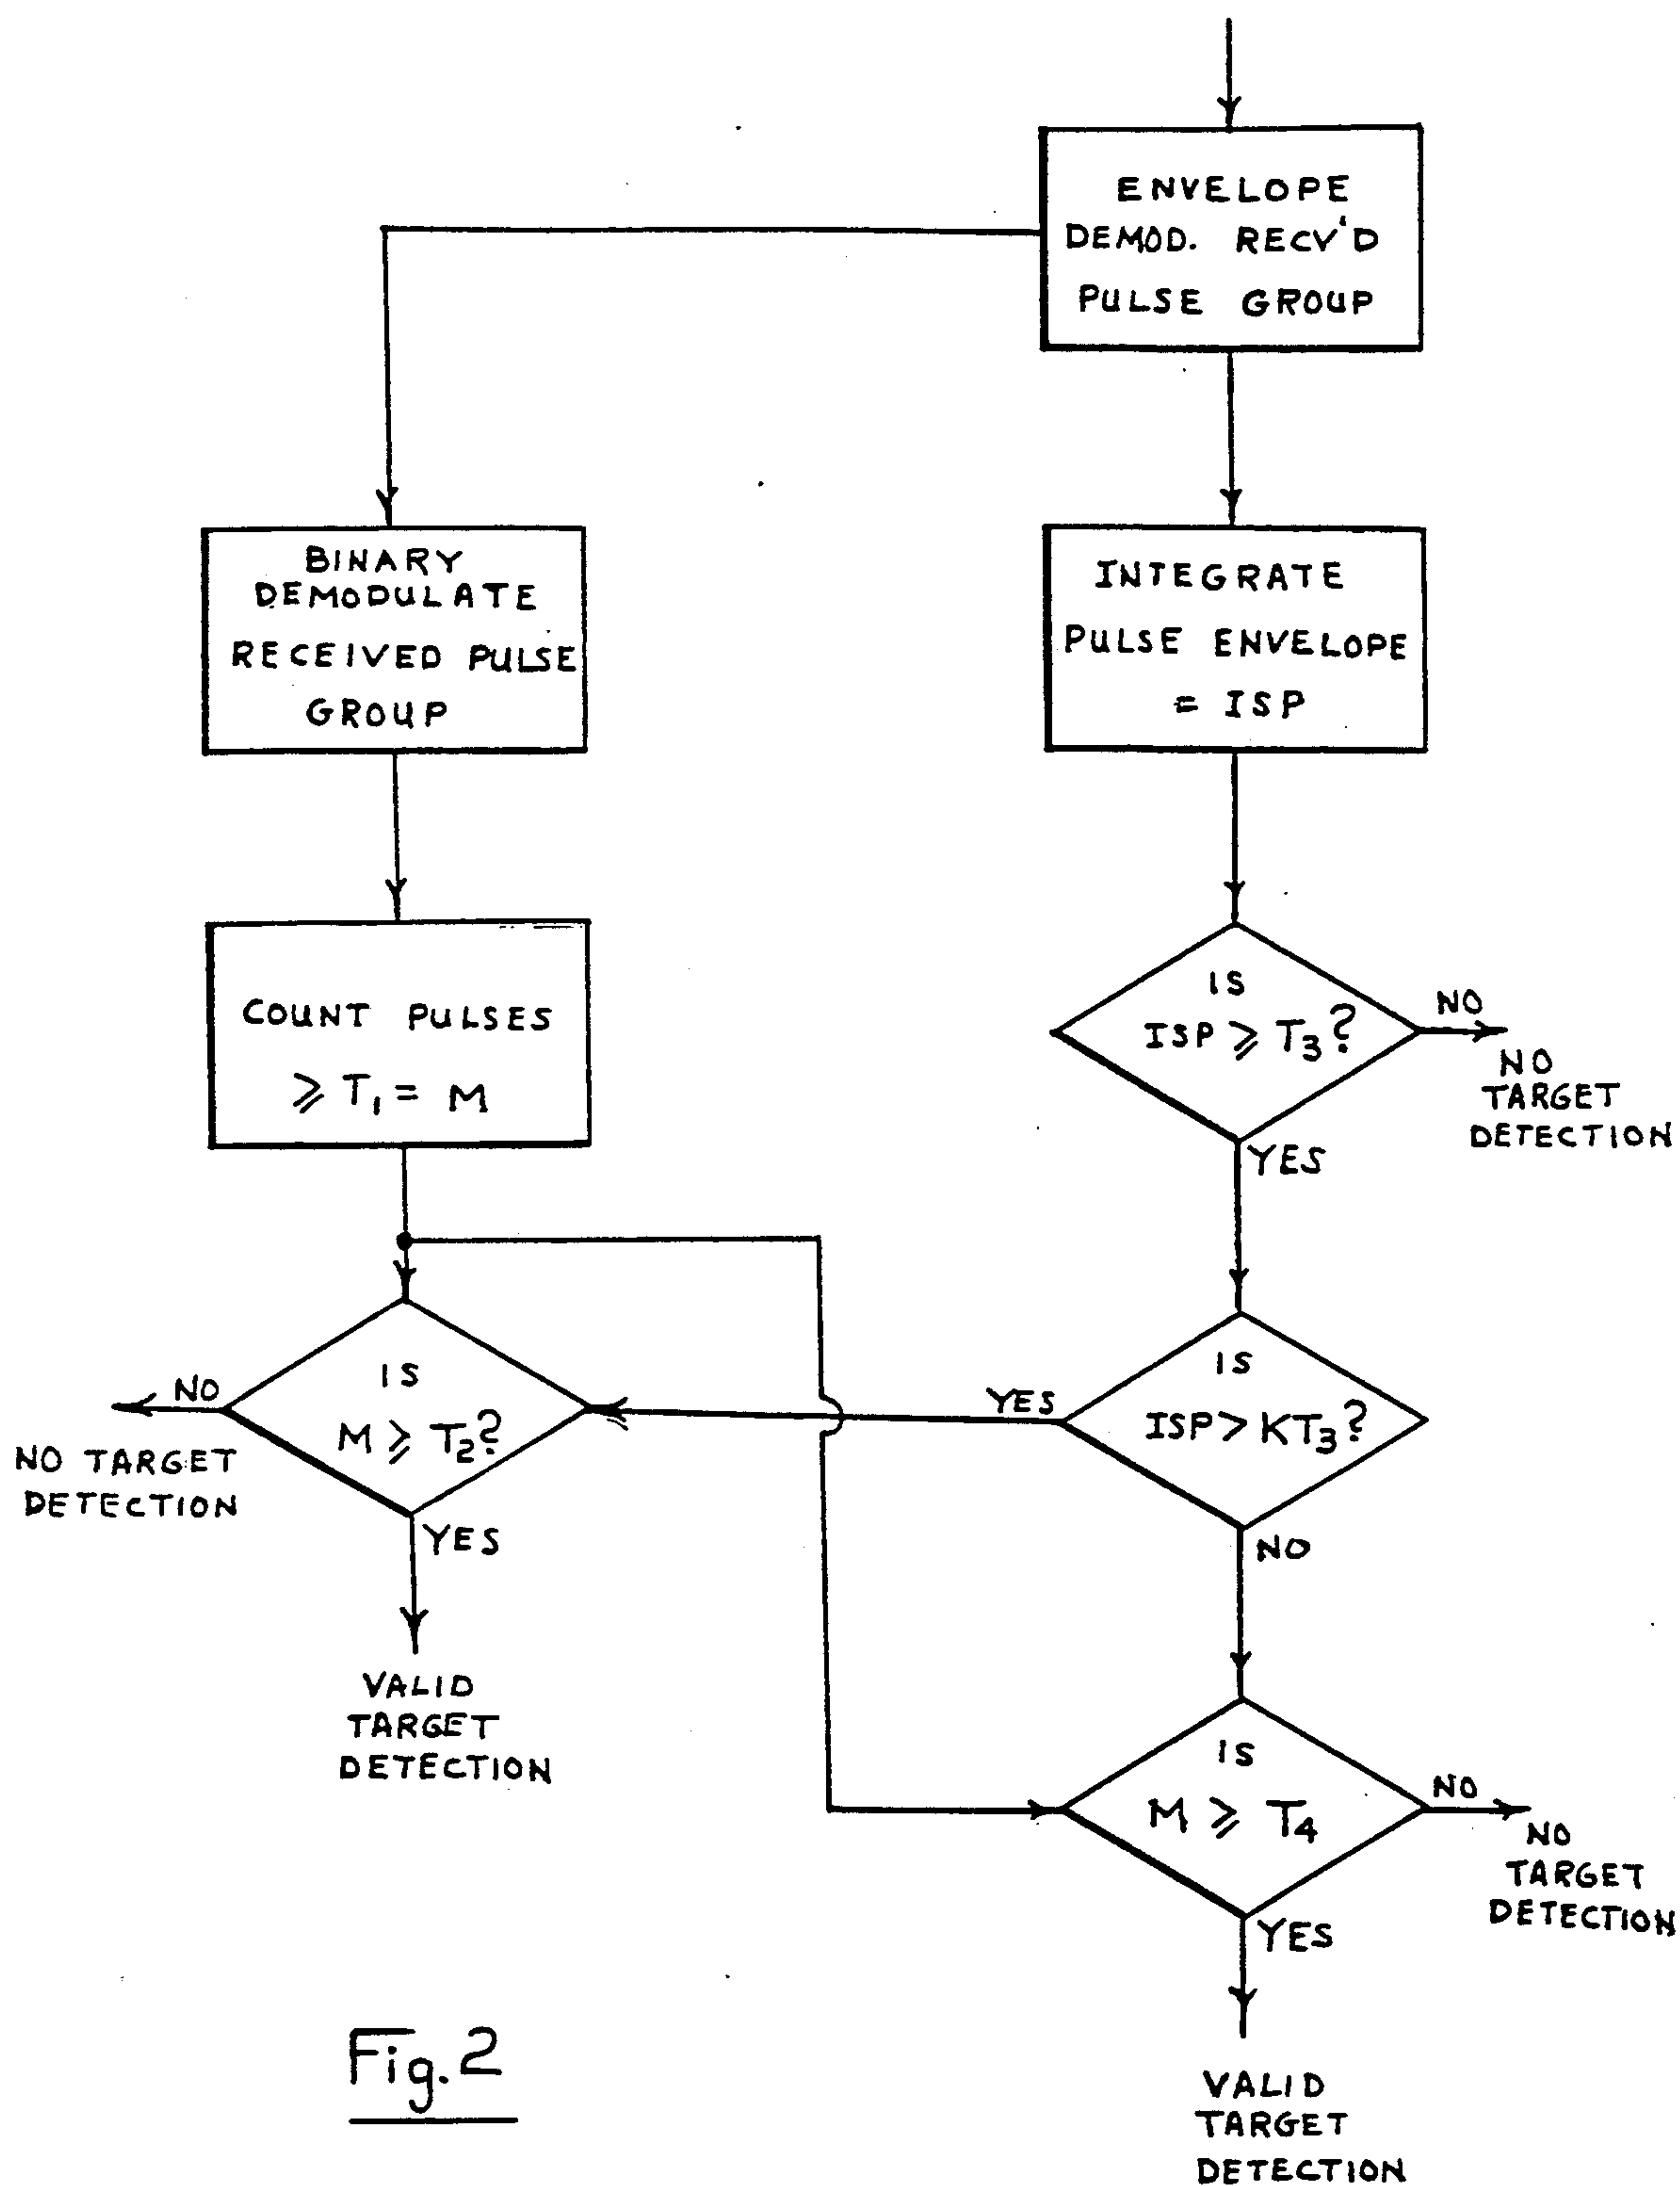 ENVELOPE
DEMOD. RECV'D
PULSE GROUP
BINARY
DEMODULATE
RECEIVED PULSE
GROUP
INTEGRATE
PULSE ENVELOPE
= ISP
COUNT PULSES
⩾ T₁ = M
IS
ISP ⩾ T₃?
NO
NO
TARGET
DETECTION
YES
IS
M ⩾ T₂?
NO
NO TARGET
DETECTION
YES
VALID
TARGET
DETECTION
IS
ISP > KT₃?
YES
NO
IS
M ⩾ T₄
NO
NO
TARGET
DETECTION
YES
VALID
TARGET
DETECTION
Fig. 2